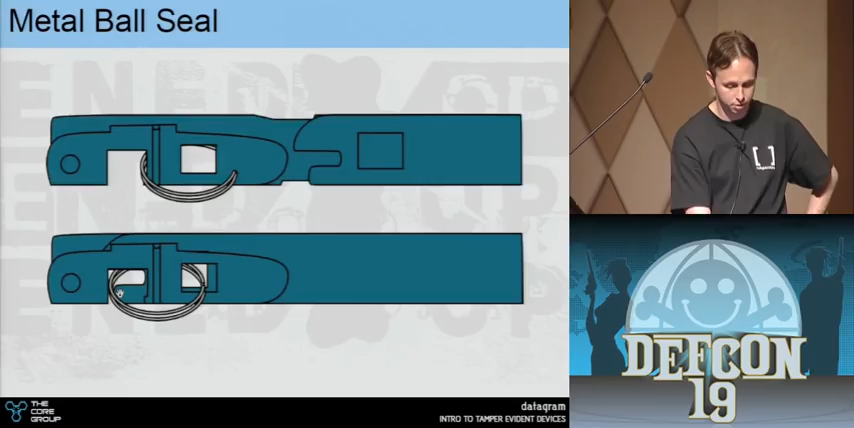 Metal Ball Seal
THE
CORE
GROUP
datagram
INTRO TO TAMPER EVIDENT DEVICES
[ ]
DEFCON
19